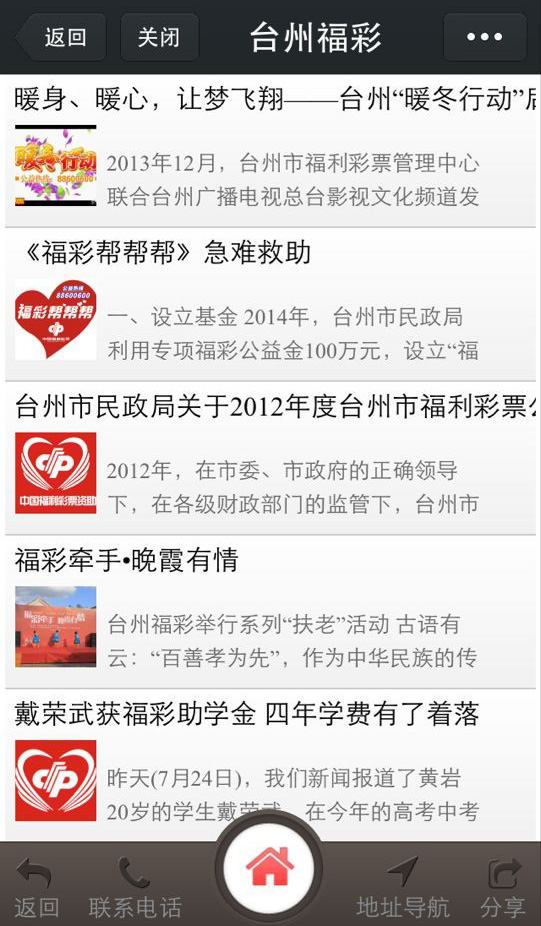 返回
关闭
台州福彩
暖身、暖心，让梦飞翔——台州“暖冬行动”
暖冬行动
公益热线：88600600
2013年12月，台州市福利彩票管理中心
联合台州广播电视总台影视文化频道发
《福彩帮帮帮》急难救助
公益热线
88600600
福彩帮帮帮
一、设立基金 2014年，台州市民政局
利用专项福彩公益金100万元，设立“福
台州市民政局关于2012年度台州市福利彩票
中国福利彩票资助
2012年，在市委、市政府的正确领导
下，在各级财政部门的监管下，台州市
福彩牵手•晚霞有情
福彩牵手 晚霞有情
台州福彩举行系列“扶老”活动 古语有
云：“百善孝为先”，作为中华民族的传
戴荣武获福彩助学金 四年学费有了着落
昨天(7月24日)，我们新闻报道了黄岩
20岁的学生戴荣武，在今年的高考中考
返回
联系电话
地址导航
分享